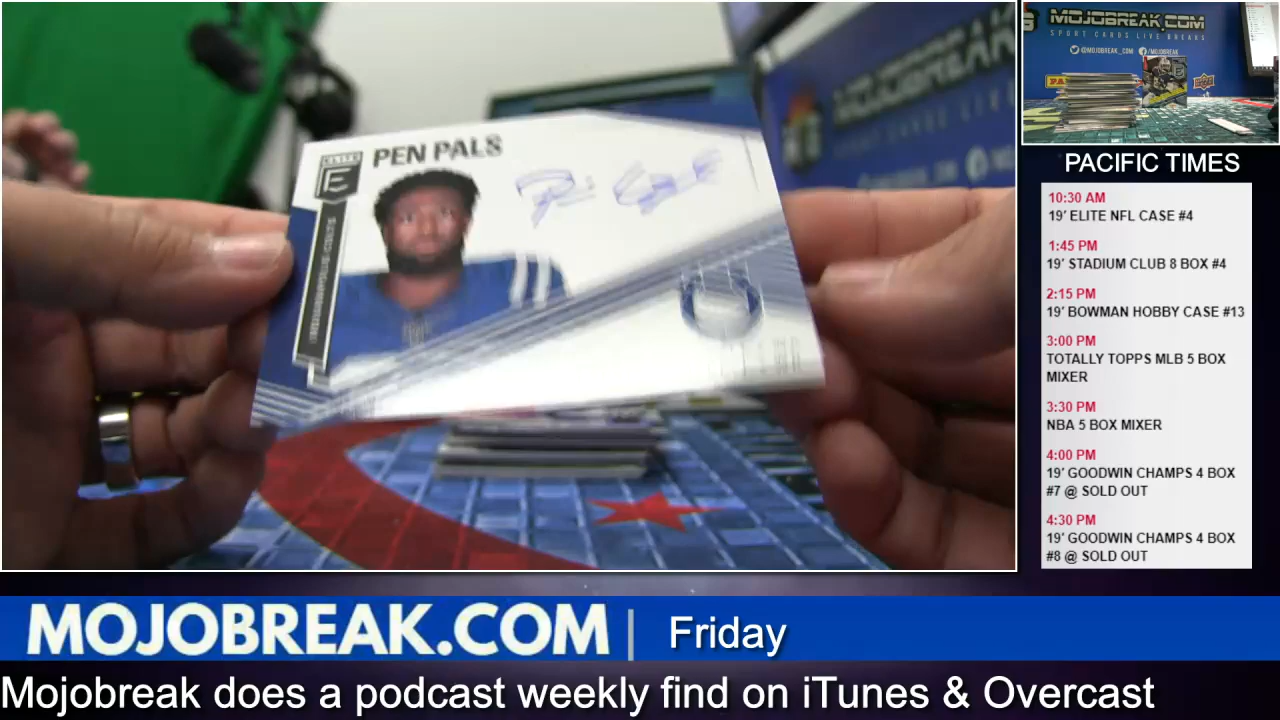 ELITE
PEN PALS
MOJOBREAK
MOJOBREAK.COM
SPORT CARDS LIVE BREAKS
@MOJOBREAK_COM /MOJOBREAK
PACIFIC TIMES
10:30 AM
19' ELITE NFL CASE #4
1:45 PM
19' STADIUM CLUB 8 BOX #4
2:15 PM
19' BOWMAN HOBBY CASE #13
3:00 PM
TOTALLY TOPPS MLB 5 BOX
MIXER
3:30 PM
NBA 5 BOX MIXER
4:00 PM
19' GOODWIN CHAMPS 4 BOX
#7 @ SOLD OUT
4:30 PM
19' GOODWIN CHAMPS 4 BOX
#8 @ SOLD OUT
MOJOBREAK.COM | Friday
Mojobreak does a podcast weekly find on iTunes & Overcast